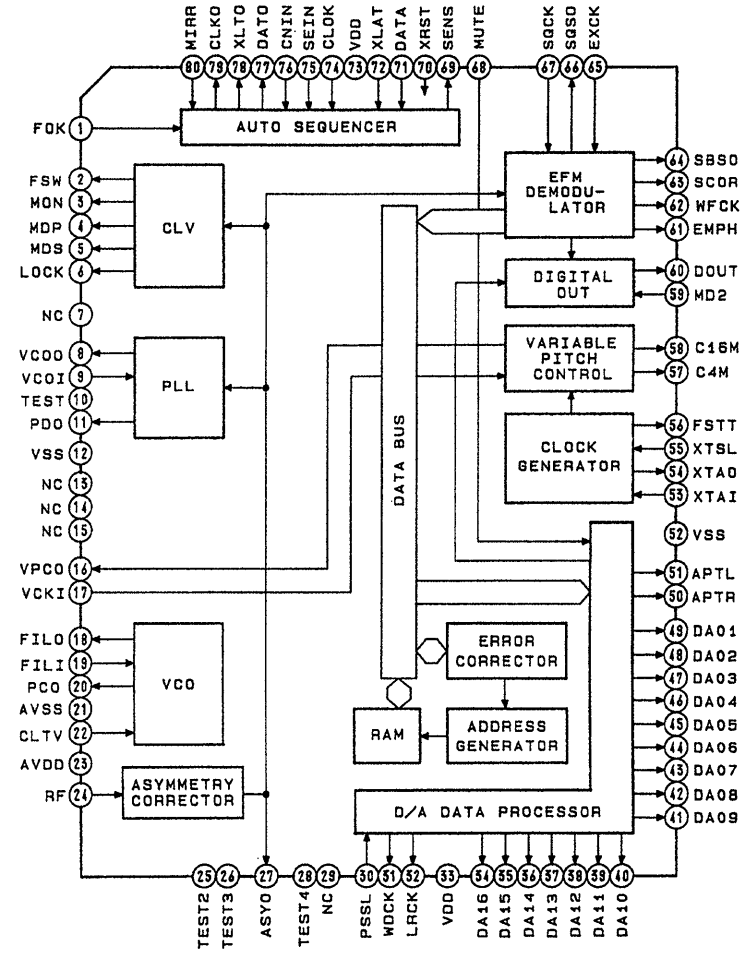 MIRR
CLKO
XLTO
DATO
CNIN
SEIN
CLOK
VDD
XLAT
DATA
XRST
SENS
MUTE
SQCK
SQSO
EXCK
80
79
78
77
76
75
74
73
72
71
70
69
68
67
66
65
FOK 1
AUTO SEQUENCER
FSW 2
MON 3
MDP 4
MDS 5
LOCK 6
CLV
NC 7
VCOO 8
VCOI 9
TEST 10
PDO 11
PLL
VSS 12
NC 13
NC 14
NC 15
VPCO 16
VCKI 17
FILO 18
FILI 19
PCO 20
AVSS 21
CLTV 22
VCO
AVDD 23
RF 24
ASYMMETRY
CORRECTOR
DATA BUS
EFM
DEMODU-
LATOR
DIGITAL
OUT
VARIABLE
PITCH
CONTROL
CLOCK
GENERATOR
ERROR
CORRECTOR
RAM
ADDRESS
GENERATOR
D/A DATA PROCESSOR
64 SBSO
63 SCOR
62 WFCK
61 EMPH
60 DOUT
59 MD2
58 C16M
57 C4M
56 FSTT
55 XTSL
54 XTAO
53 XTAI
52 VSS
51 APTL
50 APTR
49 DA01
48 DA02
47 DA03
46 DA04
45 DA05
44 DA06
43 DA07
42 DA08
41 DA09
25
26
27
28
29
30
31
32
33
34
35
36
37
38
39
40
TEST2
TEST3
ASYO
TEST4
NC
PSSL
WDCK
LRCK
VDD
DA16
DA15
DA14
DA13
DA12
DA11
DA10